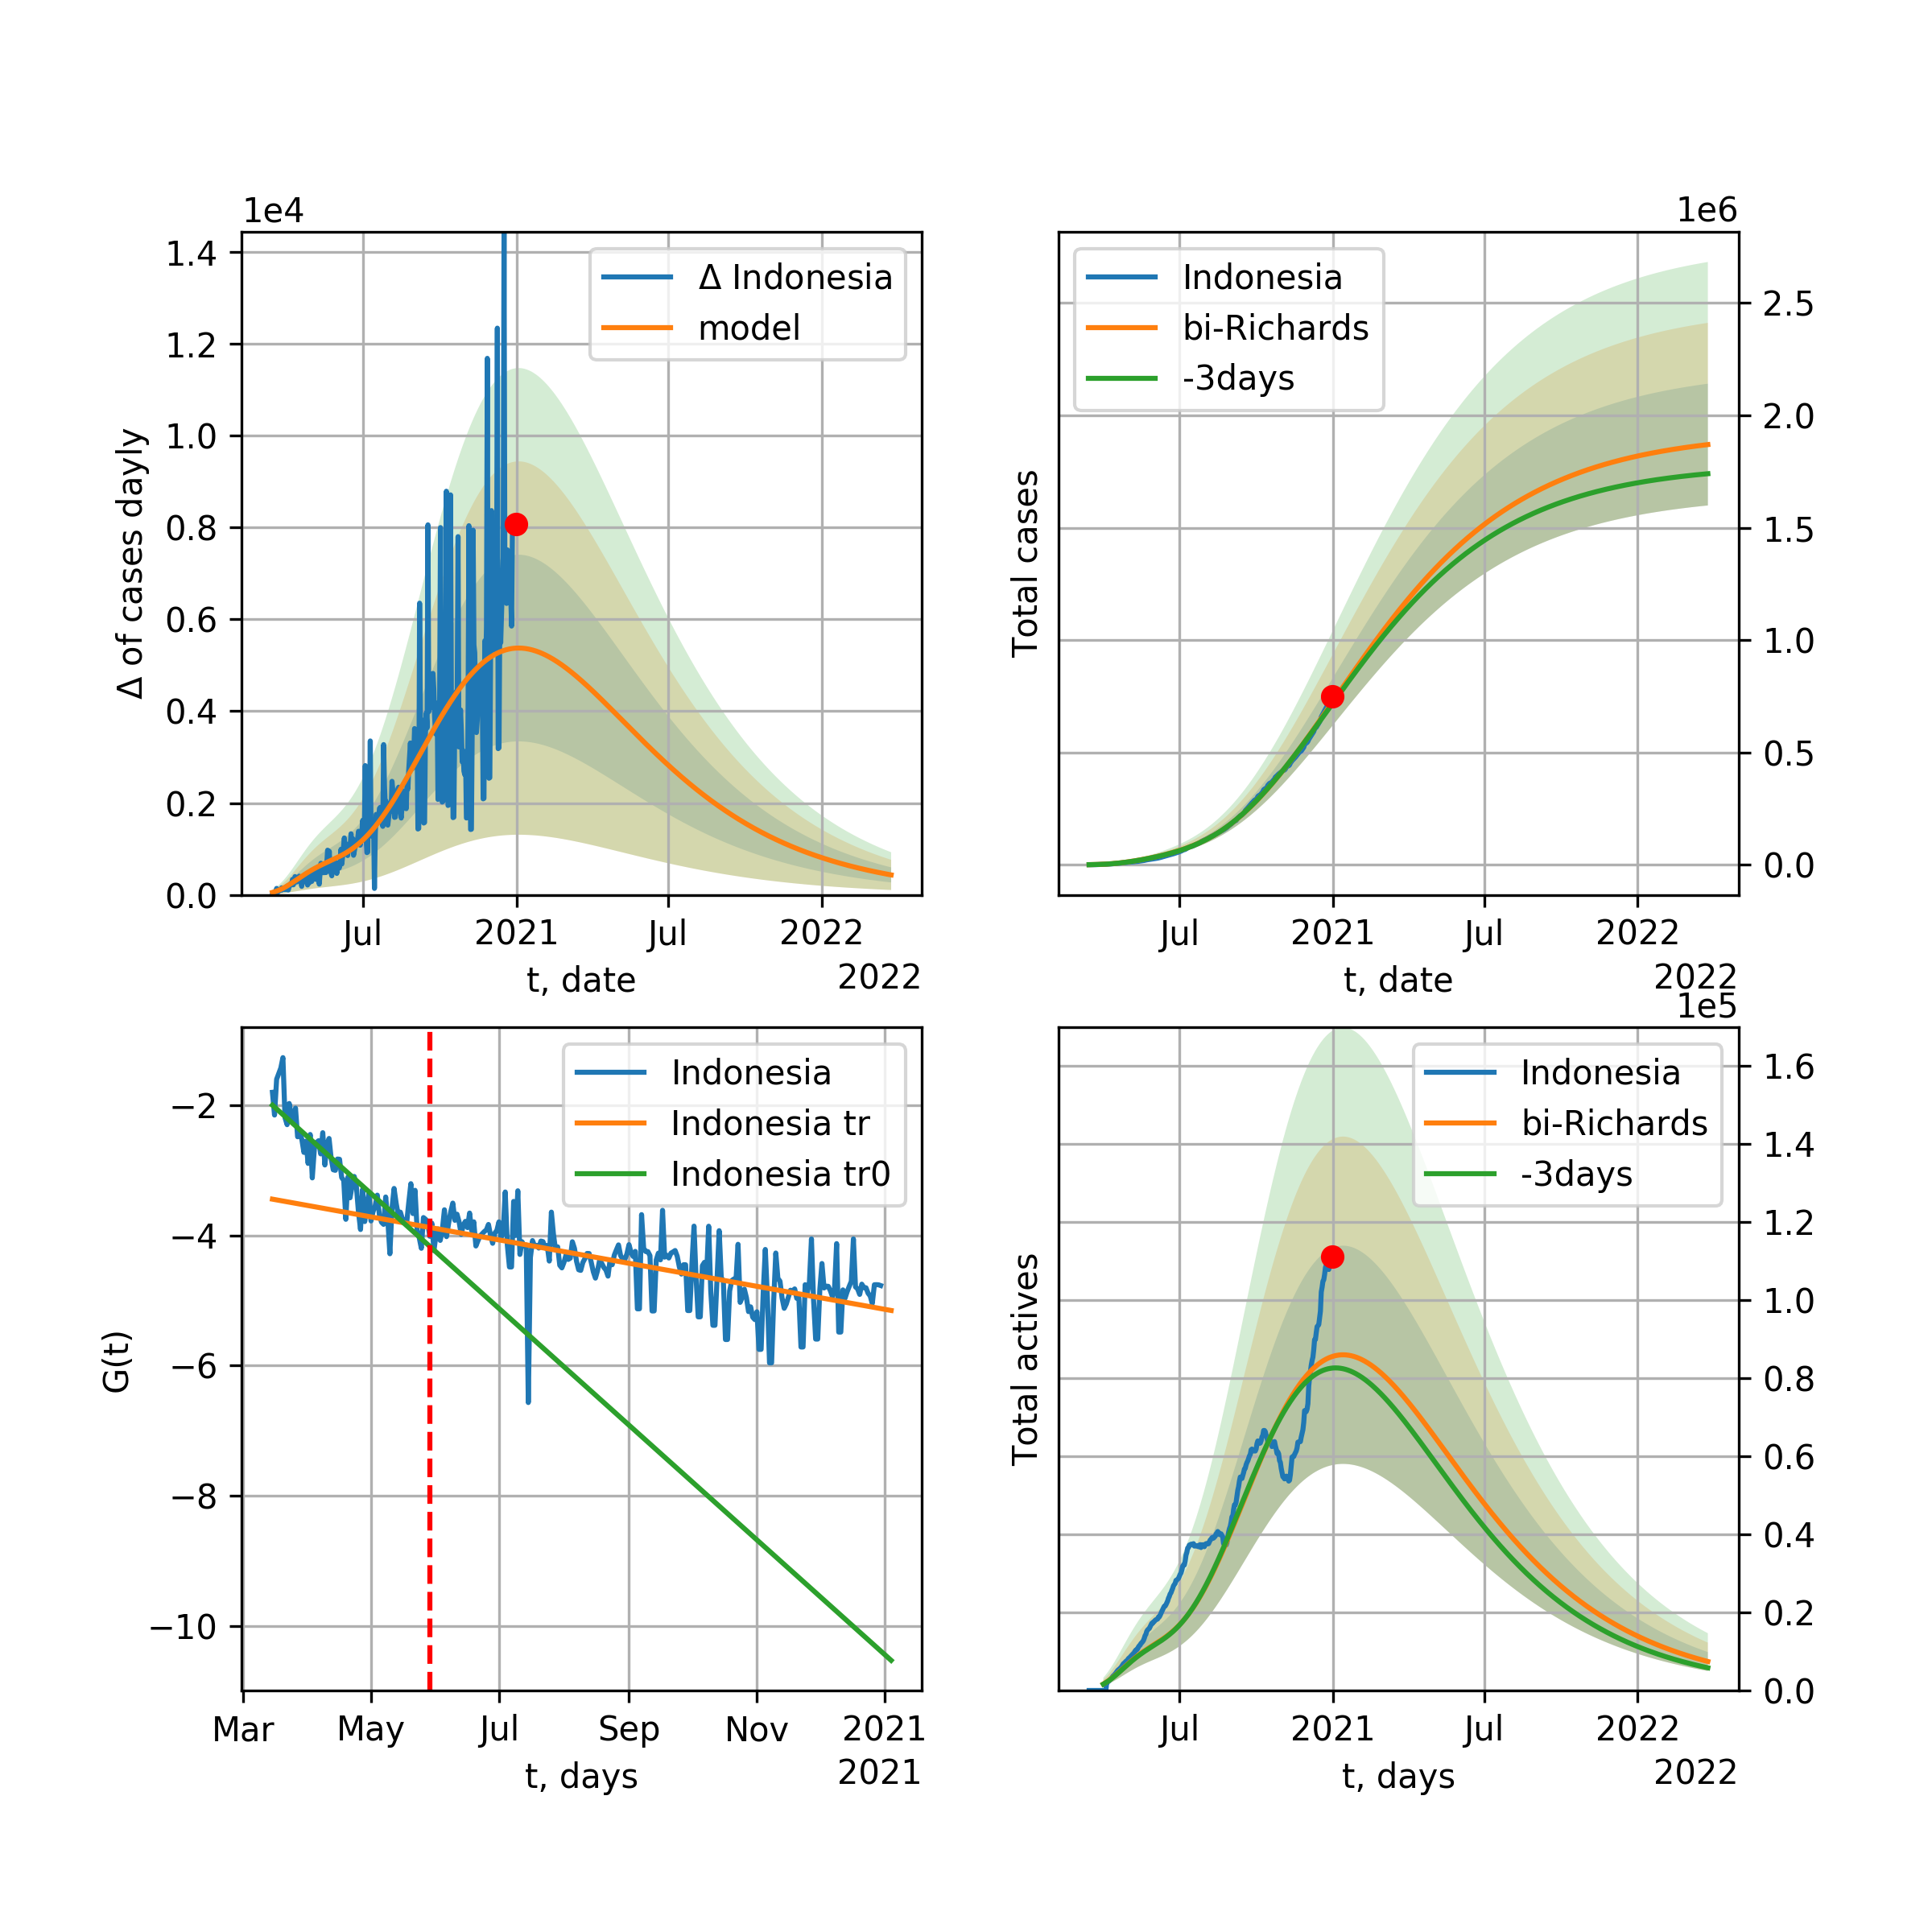 1e4
Δ of cases dayly
1.4
1.2
1.0
0.8
0.6
0.4
0.2
0.0
Δ Indonesia
model
Jul
2021
Jul
2022
t, date
2022
1e6
Total cases
Indonesia
bi-Richards
-3days
2.5
2.0
1.5
1.0
0.5
0.0
Jul
2021
Jul
2022
t, date
2022
G(t)
−2
−4
−6
−8
−10
Indonesia
Indonesia tr
Indonesia tr0
Mar
May
Jul
Sep
Nov
2021
t, days
2021
1e5
Total actives
Indonesia
bi-Richards
-3days
1.6
1.4
1.2
1.0
0.8
0.6
0.4
0.2
0.0
Jul
2021
Jul
2022
t, days
2022